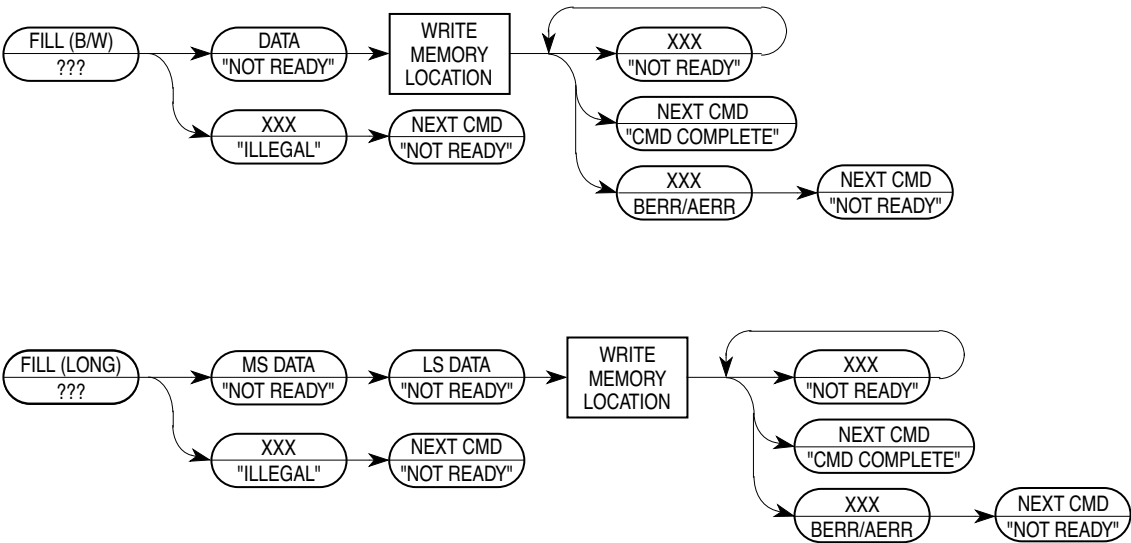 FILL (B/W)
???
DATA
"NOT READY"
WRITE
MEMORY
LOCATION
XXX
"NOT READY"
XXX
"ILLEGAL"
NEXT CMD
"NOT READY"
NEXT CMD
"CMD COMPLETE"
XXX
BERR/AERR
NEXT CMD
"NOT READY"
FILL (LONG)
???
MS DATA
"NOT READY"
LS DATA
"NOT READY"
WRITE
MEMORY
LOCATION
XXX
"NOT READY"
XXX
"ILLEGAL"
NEXT CMD
"NOT READY"
NEXT CMD
"CMD COMPLETE"
XXX
BERR/AERR
NEXT CMD
"NOT READY"